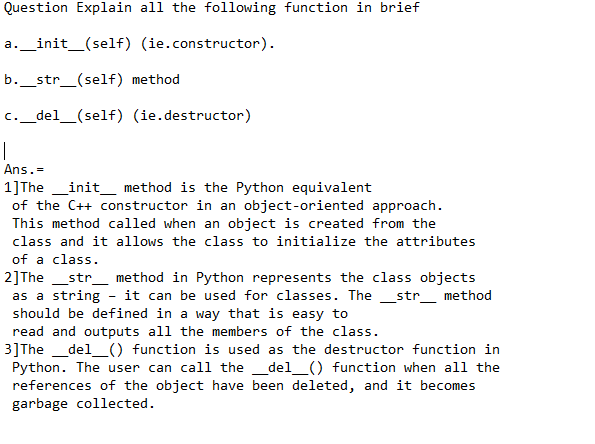 Question Explain all the following function in brief
a.__init__(self) (ie.constructor).
b.__str__(self) method
c.__del__(self) (ie.destructor)
Ans.=
1]The __init__ method is the Python equivalent
of the C++ constructor in an object-oriented approach.
This method called when an object is created from the
class and it allows the class to initialize the attributes
of a class.
2]The __str__ method in Python represents the class objects
as a string – it can be used for classes. The __str__ method
should be defined in a way that is easy to
read and outputs all the members of the class.
3]The __del__() function is used as the destructor function in
Python. The user can call the __del__() function when all the
references of the object have been deleted, and it becomes
garbage collected.